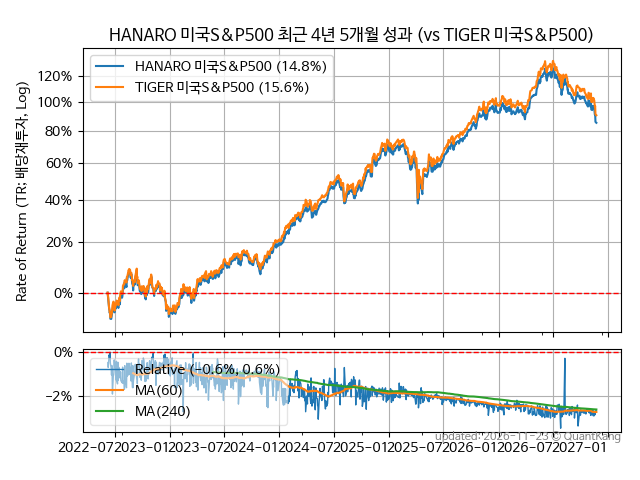 HANARO 미국S&P500 최근 4년 5개월 성과 (vs TIGER 미국S&P500)
Rate of Return (TR: 배당재투자, Log)
120%
100%
80%
60%
40%
20%
0%
HANARO 미국S&P500 (14.8%)
TIGER 미국S&P500 (15.6%)
0%
−2%
Relative (−0.6%, 0.6%)
MA(60)
MA(240)
updated: 2026-11-23 © QuantKang
2022-07
2023-01
2023-07
2024-01
2024-07
2025-01
2025-07
2026-01
2026-07
2027-01